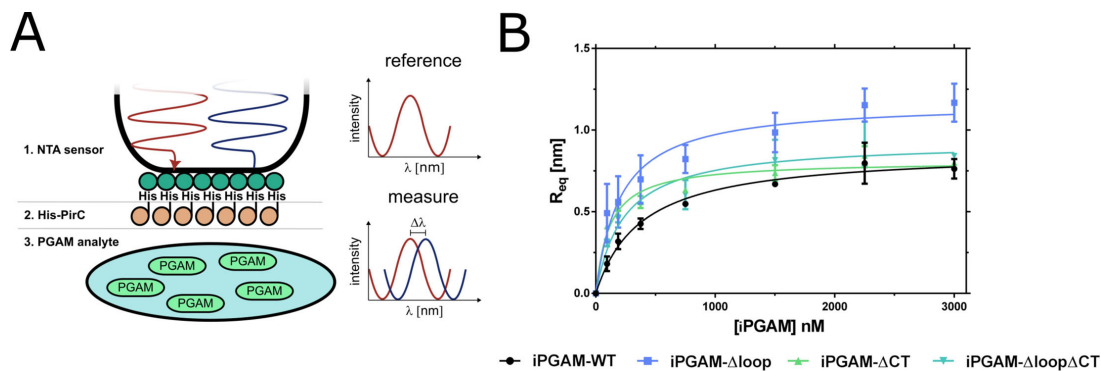 A
reference
intensity
λ [nm]
1. NTA sensor
His His His His His His His
2. His-PirC
3. PGAM analyte
PGAM
PGAM
PGAM
PGAM
PGAM
measure
Δλ
intensity
λ [nm]
B
Req [nm]
1.5
1.0
0.5
0.0
0 1000 2000 3000
[iPGAM] nM
iPGAM-WT iPGAM-Δloop iPGAM-ΔCT iPGAM-ΔloopΔCT